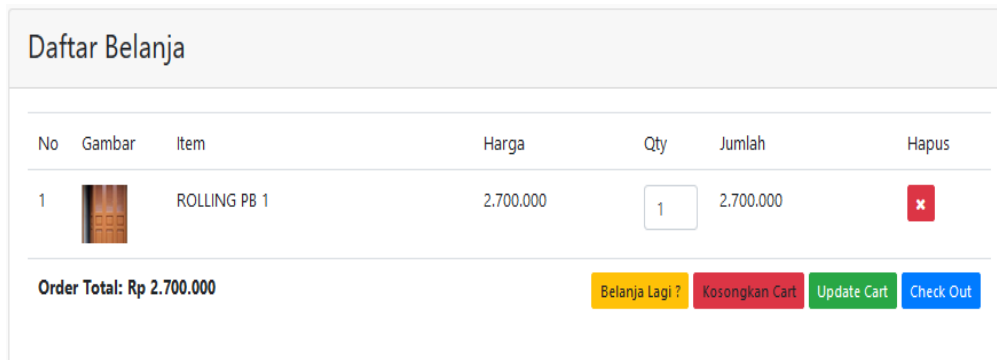 Daftar Belanja
No Gambar Item Harga Qty Jumlah Hapus
1 ROLLING PB 1 2.700.000 1 2.700.000
Order Total: Rp 2.700.000 Belanja Lagi ? Kosongkan Cart Update Cart Check Out